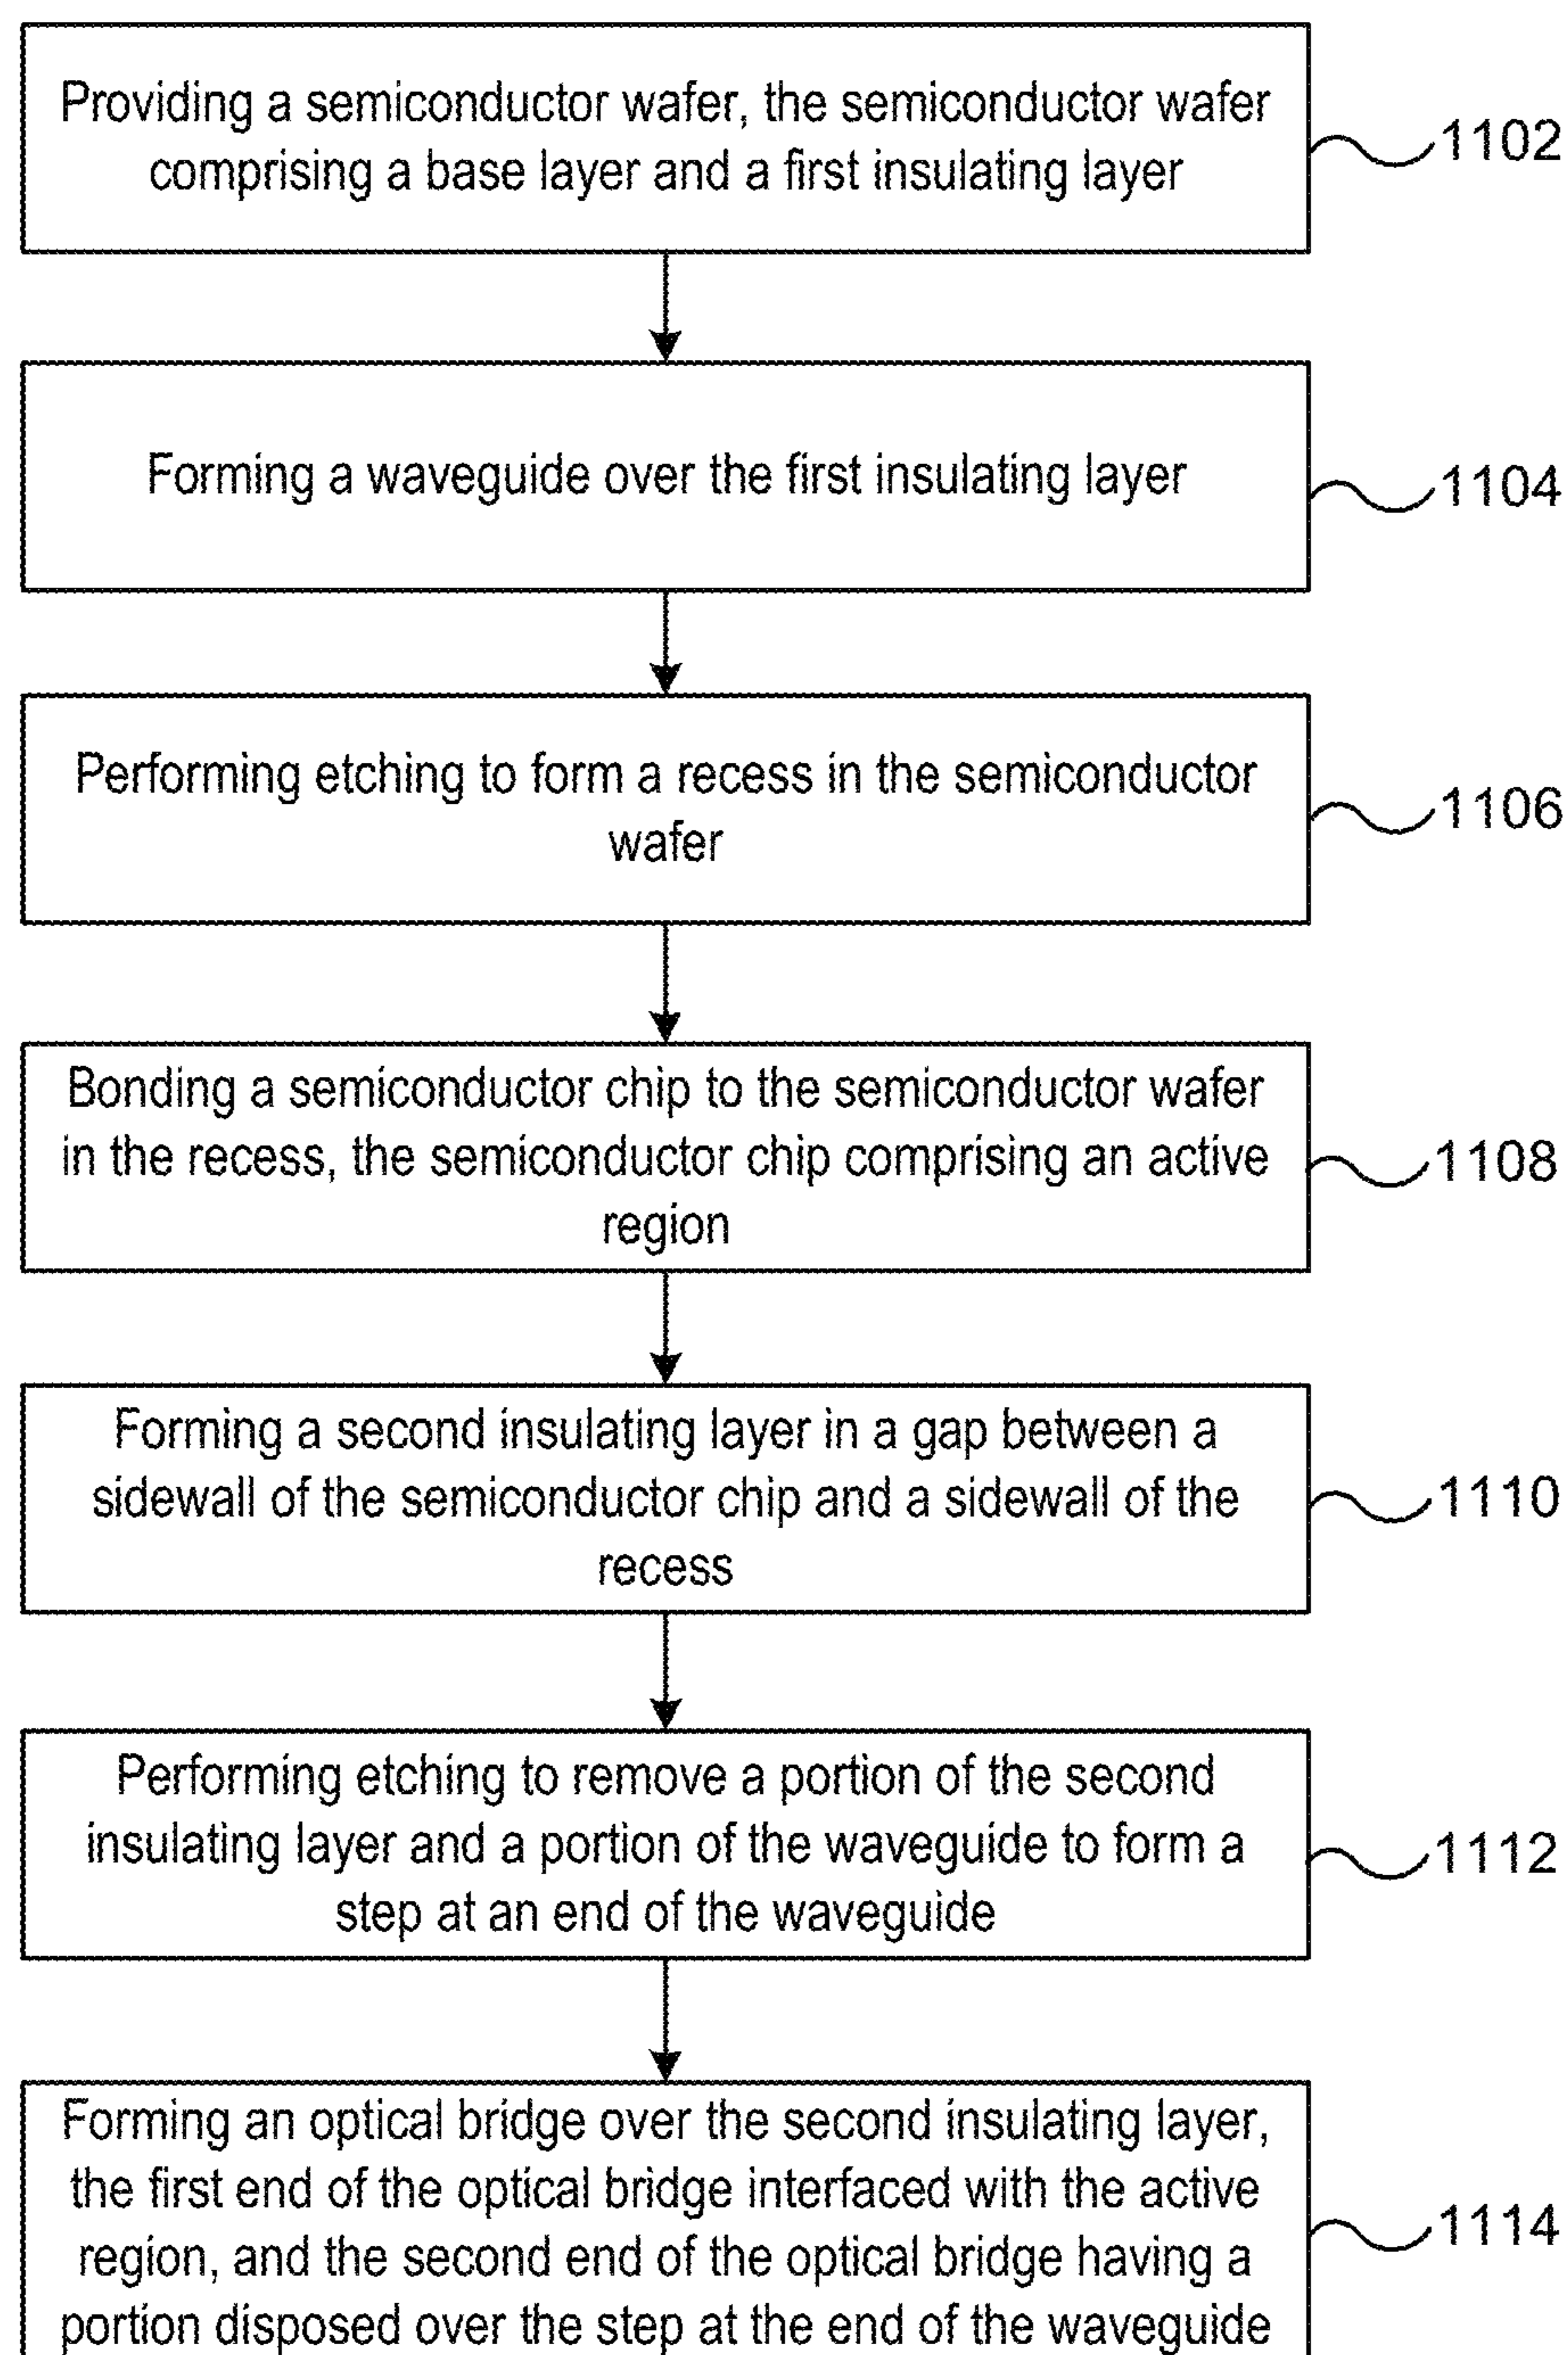 Providing a semiconductor wafer, the semiconductor wafer
comprising a base layer and a first insulating layer
1102
Forming a waveguide over the first insulating layer
1104
Performing etching to form a recess in the semiconductor
wafer
1106
Bonding a semiconductor chip to the semiconductor wafer
in the recess, the semiconductor chip comprising an active
region
1108
Forming a second insulating layer in a gap between a
sidewall of the semiconductor chip and a sidewall of the
recess
1110
Performing etching to remove a portion of the second
insulating layer and a portion of the waveguide to form a
step at an end of the waveguide
1112
Forming an optical bridge over the second insulating layer,
the first end of the optical bridge interfaced with the active
region, and the second end of the optical bridge having a
portion disposed over the step at the end of the waveguide
1114